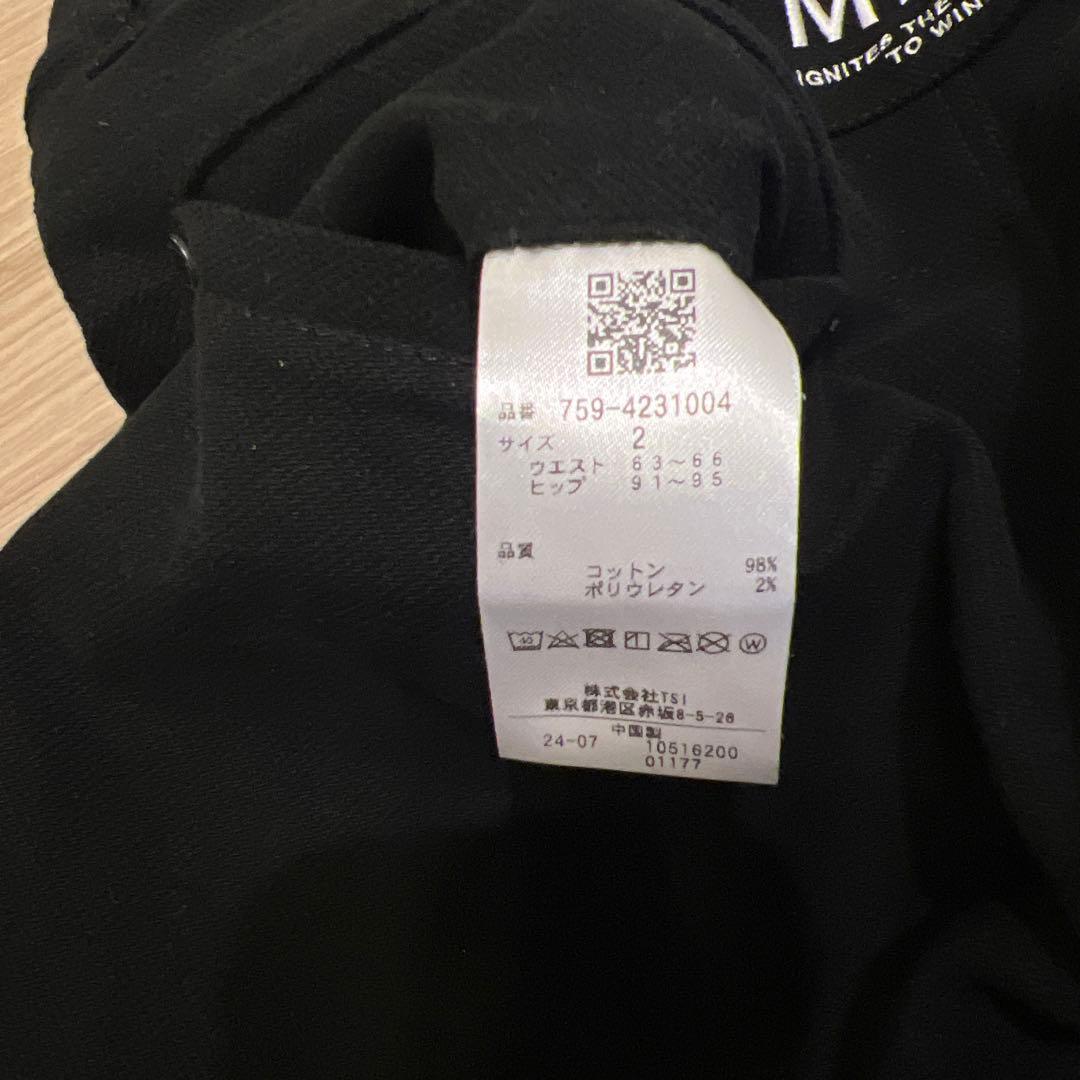 IGNITES THE
TO WIN
品番 759-4231004
サイズ 2
ウエスト 63～66
ヒップ 91～95
品質
コットン 98%
ポリウレタン 2%
40
W
株式会社TSI
東京都港区赤坂8-5-28
中国製
24-07 10516200
01177